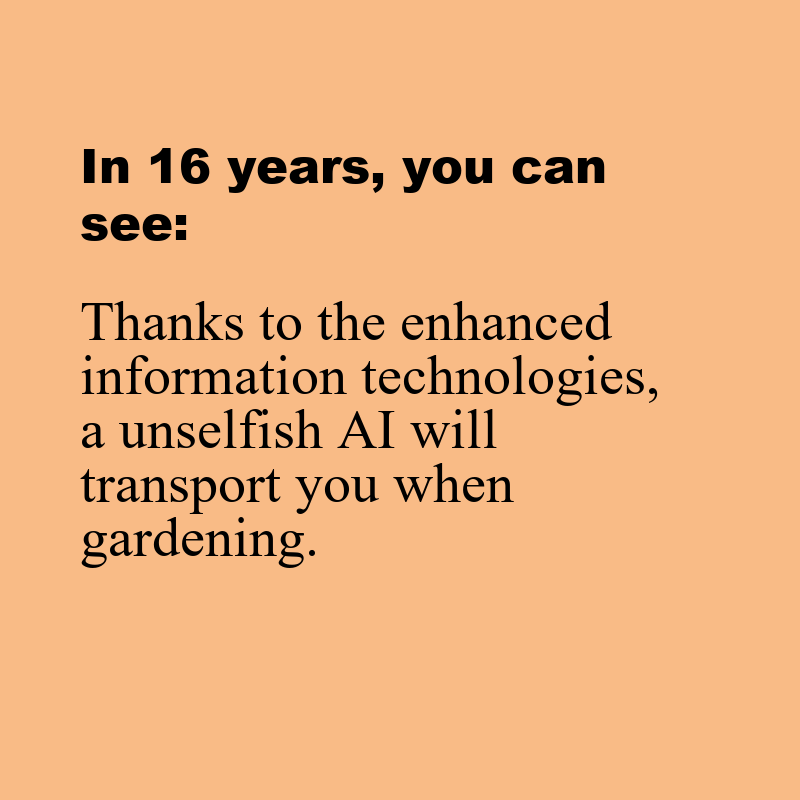 In 16 years, you can
see:
Thanks to the enhanced
information technologies,
a unselfish AI will
transport you when
gardening.